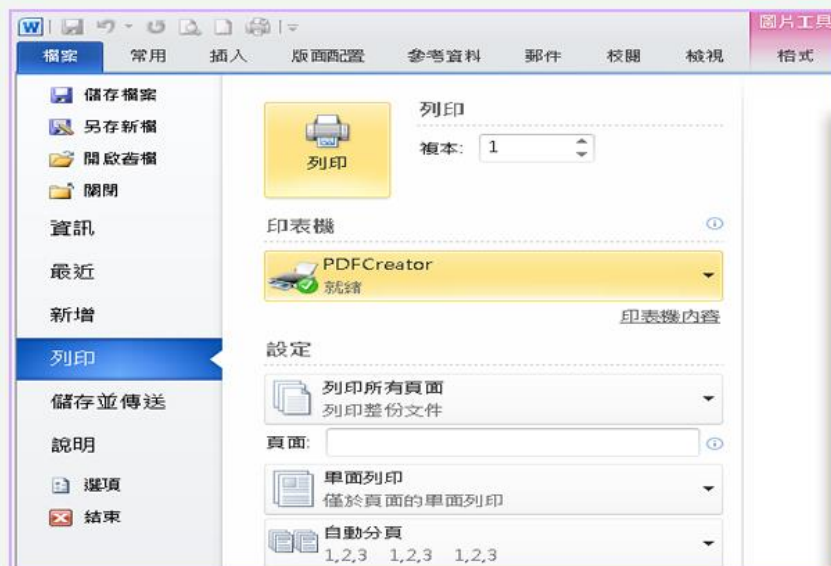 圖片工具
檔案 常用 插入 版面配置 參考資料 郵件 校閱 檢視 格式
儲存檔案
另存新檔
開啟舊檔
關閉
資訊
最近
新增
列印
儲存並傳送
說明
選項
結束
列印
列印
複本: 1
印表機
PDFCreator
就緒
印表機內容
設定
列印所有頁面
列印整份文件
頁面:
單面列印
僅於頁面的單面列印
自動分頁
1,2,3 1,2,3 1,2,3